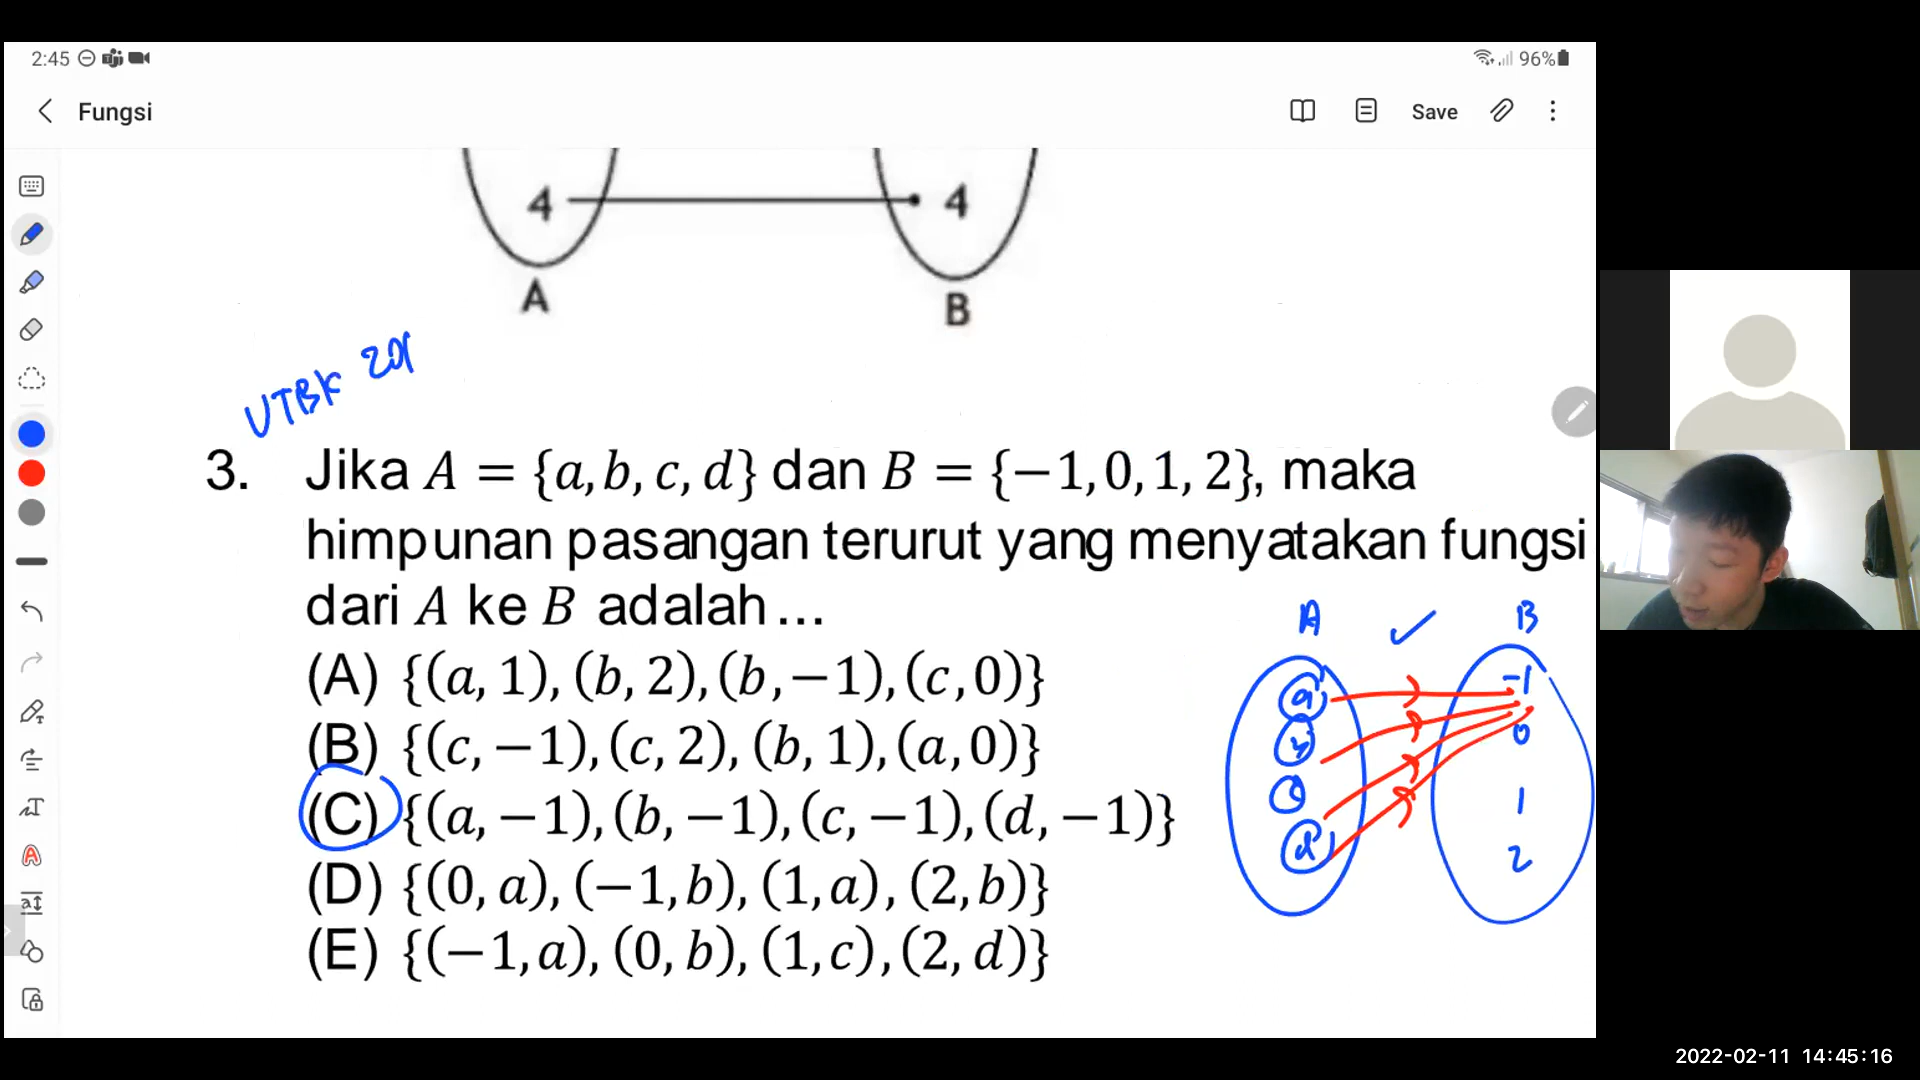 2:45
96%
Fungsi
Save
4 4
A B
UTBK 201
3. Jika A = {a, b, c, d} dan B = {−1, 0, 1, 2}, maka
himpunan pasangan terurut yang menyatakan fungsi
dari A ke B adalah ...
(A) {(a, 1), (b, 2), (b, −1), (c, 0)}
(B) {(c, −1), (c, 2), (b, 1), (a, 0)}
(C) {(a, −1), (b, −1), (c, −1), (d, −1)}
(D) {(0, a), (−1, b), (1, a), (2, b)}
(E) {(−1, a), (0, b), (1, c), (2, d)}
A B
a -1
b 0
c 1
d 2
2022-02-11 14:45:16